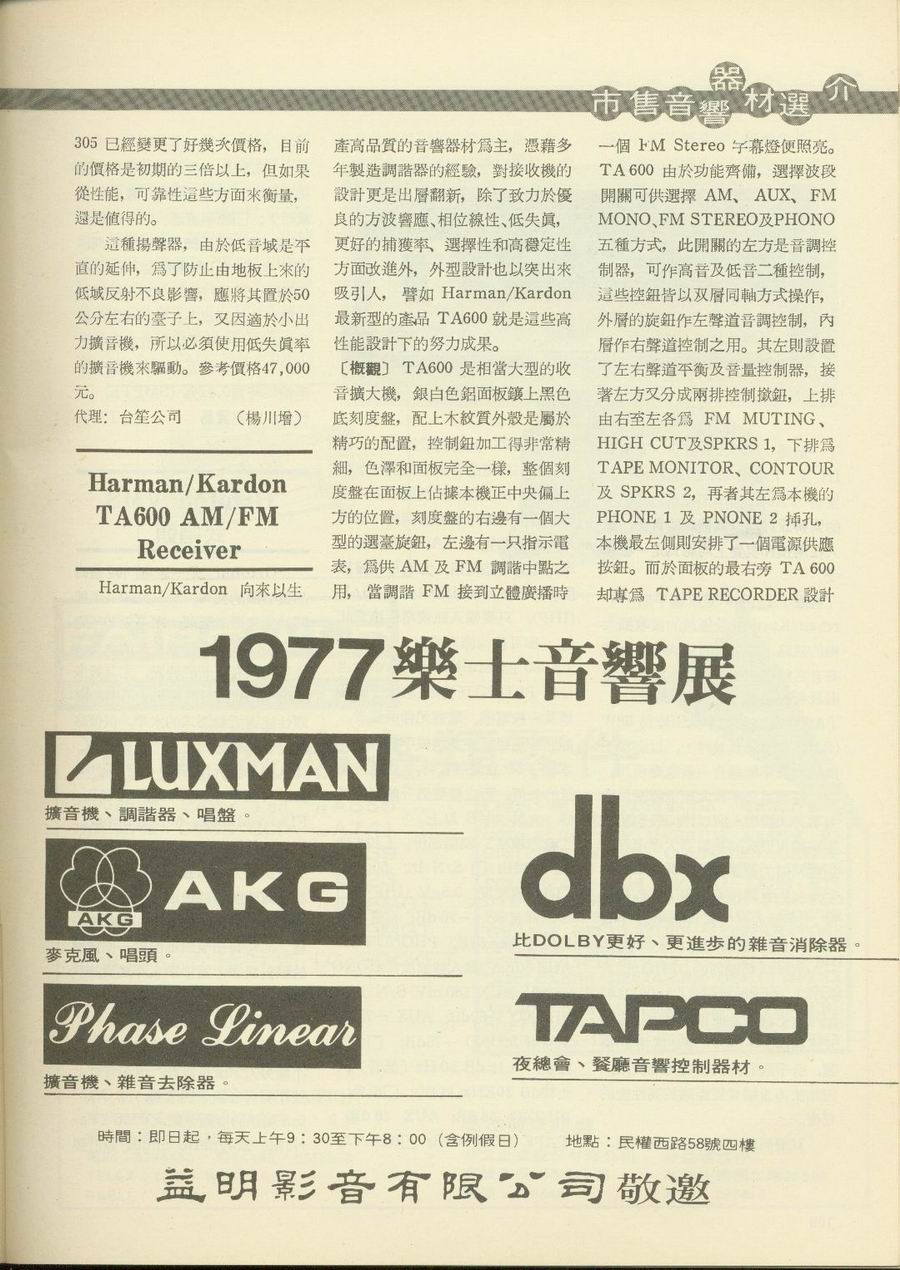 市售音響器材選介
305 已經變更了好幾次價格，目前
的價格是初期的三倍以上，但如果
從性能，可靠性這些方面來衡量，
還是值得的。
這種揚聲器，由於低音域是平
直的延伸，爲了防止由地板上來的
低域反射不良影響，應將其置於50
公分左右的臺子上，又因適於小出
力擴音機，所以必須使用低失眞率
的擴音機來驅動。參考價格47,000
元。
代理：台笙公司 （楊川增）
Harman/Kardon
TA600 AM/FM
Receiver
Harman/Kardon 向來以生
產高品質的音響器材爲主，憑藉多
年製造調諧器的經驗，對接收機的
設計更是出層翻新，除了致力於優
良的方波響應、相位線性、低失眞，
更好的捕獲率、選擇性和高穩定性
方面改進外，外型設計也以突出來
吸引人，譬如 Harman/Kardon
最新型的產品 TA600 就是這些高
性能設計下的努力成果。
〔槪觀〕 TA600 是相當大型的收
音擴大機，銀白色鋁面板鑲上黑色
底刻度盤，配上木紋質外殼是屬於
精巧的配置，控制鈕加工得非常精
細，色澤和面板完全一樣，整個刻
度盤在面板上佔據本機正中央偏上
方的位置，刻度盤的右邊有一個大
型的選臺旋鈕，左邊有一只指示電
表，爲供 AM 及 FM 調諧中點之
用，當調諧 FM 接到立體廣播時
一個 FM Stereo 字幕燈便照亮。
TA600 由於功能齊備，選擇波段
開關可供選擇 AM、 AUX、 FM
MONO、FM STEREO及PHONO
五種方式，此開關的左方是音調控
制器，可作高音及低音二種控制，
這些控鈕皆以双層同軸方式操作，
外層的旋鈕作左聲道音調控制，內
層作右聲道控制之用。其左則設置
了左右聲道平衡及音量控制器，接
著左方又分成兩排控制撳鈕，上排
由右至左各爲 FM MUTING、
HIGH CUT及SPKRS 1，下排爲
TAPE MONITOR、CONTOUR
及 SPKRS 2，再者其左爲本機的
PHONE 1 及 PNONE 2 揷孔，
本機最左側則安排了一個電源供應
按鈕。而於面板的最右旁 TA 600
却專爲 TAPE RECORDER 設計
1977樂士音響展
LUXMAN
擴音機、調諧器、唱盤。
AKG AKG
麥克風、唱頭。
Phase Linear
擴音機、雜音去除器。
dbx
比DOLBY更好、更進步的雜音消除器。
TAPCO
夜總會、餐廳音響控制器材。
時間：即日起，每天上午9：30至下午8：00（含例假日） 地點：民權西路58號四樓
益明影音有限公司敬邀